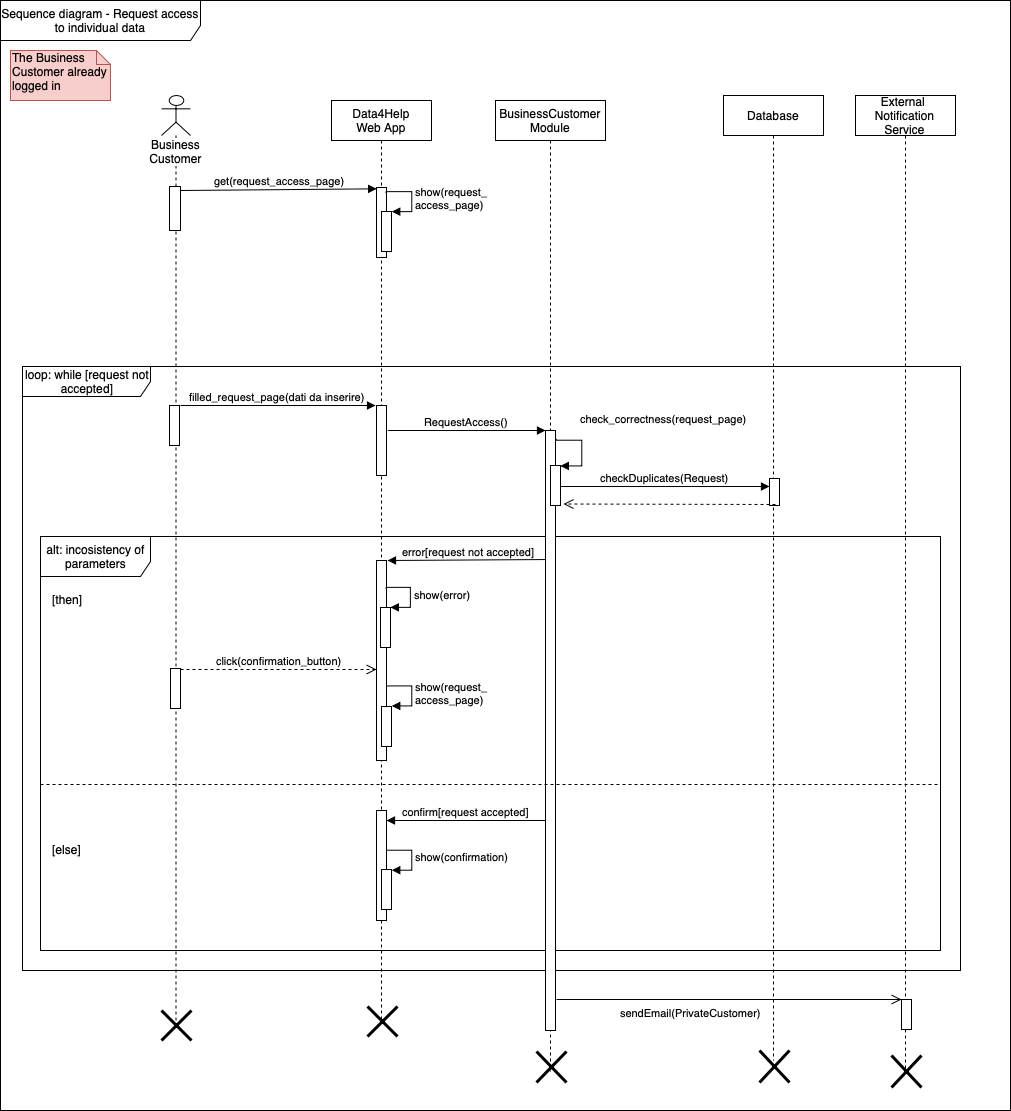 Sequence diagram - Request access
to individual data
The Business
Customer already
logged in
Business
Customer
Data4Help
Web App
BusinessCustomer
Module
Database
External
Notification
Service
get(request_access_page)
show(request_
access_page)
loop: while [request not
accepted]
filled_request_page(dati da inserire)
RequestAccess()
check_correctness(request_page)
checkDuplicates(Request)
alt: incosistency of
parameters
error[request not accepted]
[then]
show(error)
click(confirmation_button)
show(request_
access_page)
confirm[request accepted]
[else]
show(confirmation)
sendEmail(PrivateCustomer)